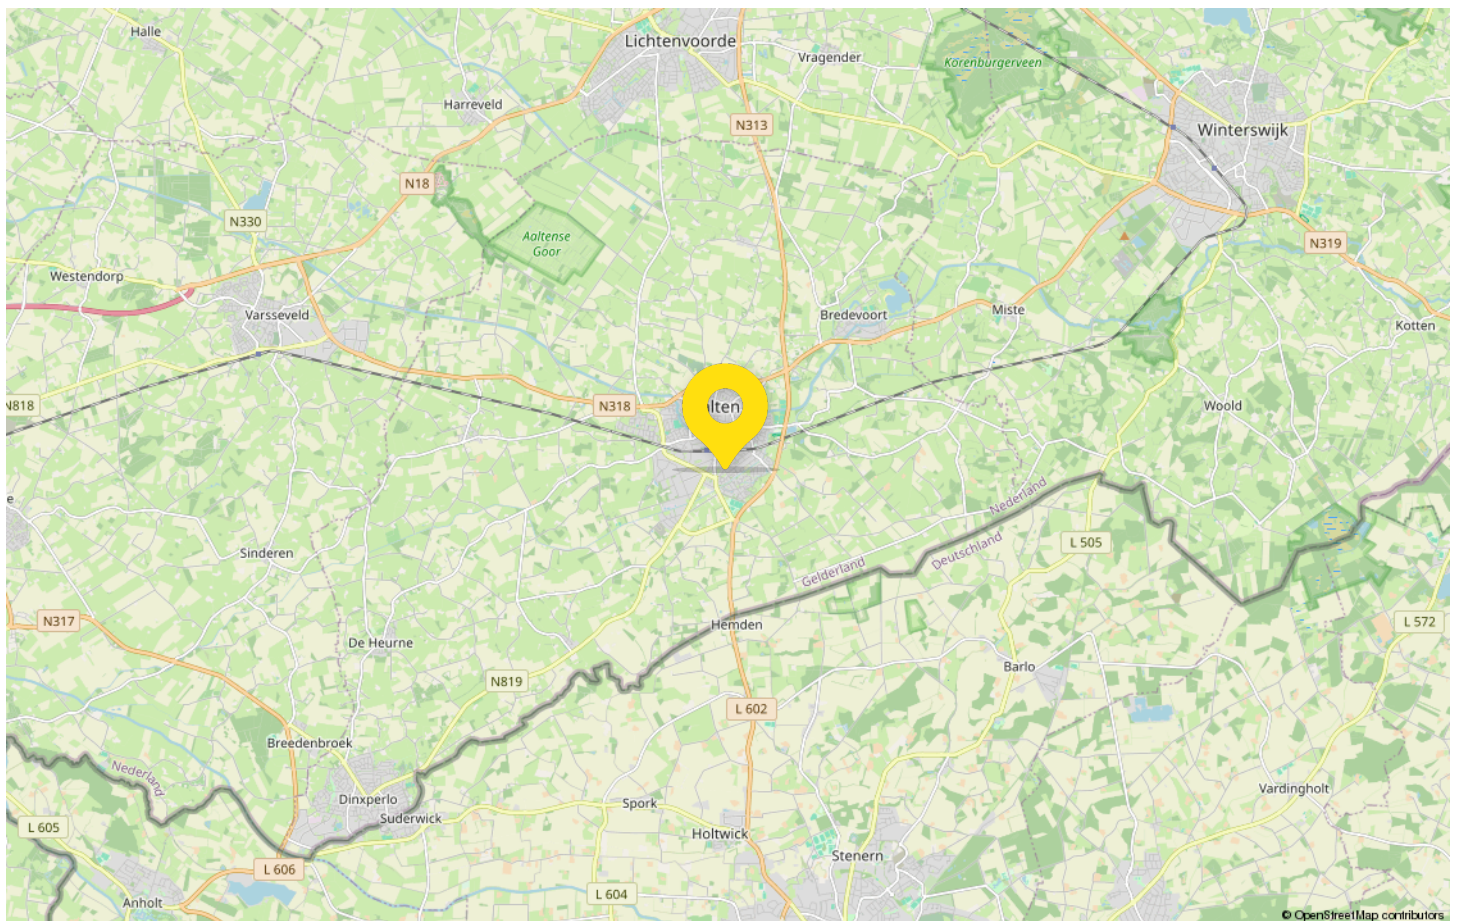 Halle
Lichtenvoorde
Vragender
Korenburgerveen
Harreveld
N313
Winterswijk
N18
N330
Aaltense
Goor
N319
Westendorp
Varsseveld
Bredevoort
Miste
Kotten
N818
N318
alten
Woold
e
Nederland
Gelderland
Deutschland
L 505
Sinderen
N317
De Heurne
Hemden
L 572
Barlo
N819
L 602
Breedenbroek
Nederland
Dinxperlo
Suderwick
Spork
Vardingholt
L 605
Holtwick
Stenern
L 606
L 604
Anholt
© OpenStreetMap contributors